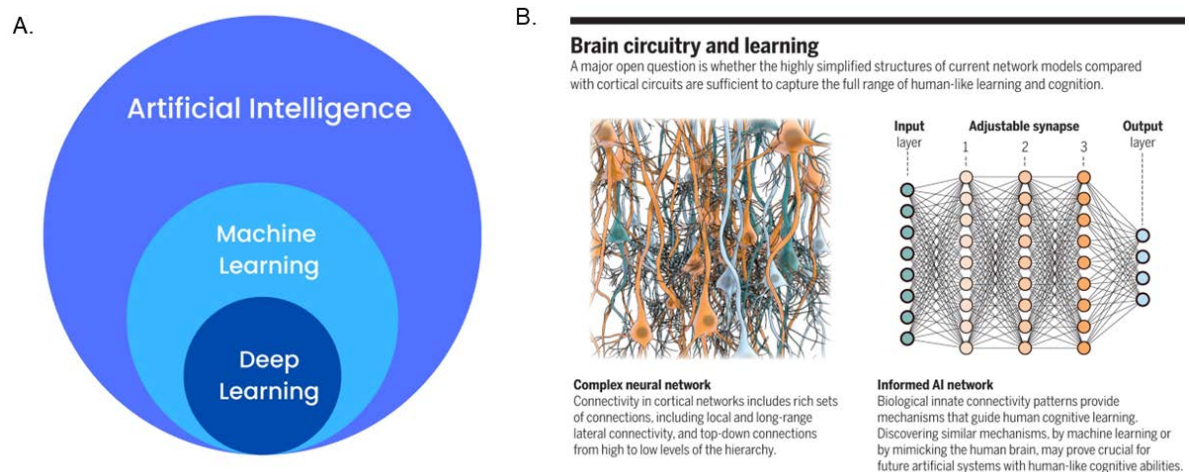 A.
Artificial Intelligence
Machine
Learning
Deep
Learning
B.
Brain circuitry and learning
A major open question is whether the highly simplified structures of current network models compared
with cortical circuits are sufficient to capture the full range of human-like learning and cognition.
Input
layer
Adjustable synapse
1 2 3
Output
layer
Complex neural network
Connectivity in cortical networks includes rich sets
of connections, including local and long-range
lateral connectivity, and top-down connections
from high to low levels of the hierarchy.
Informed AI network
Biological innate connectivity patterns provide
mechanisms that guide human cognitive learning.
Discovering similar mechanisms, by machine learning or
by mimicking the human brain, may prove crucial for
future artificial systems with human-like cognitive abilities.